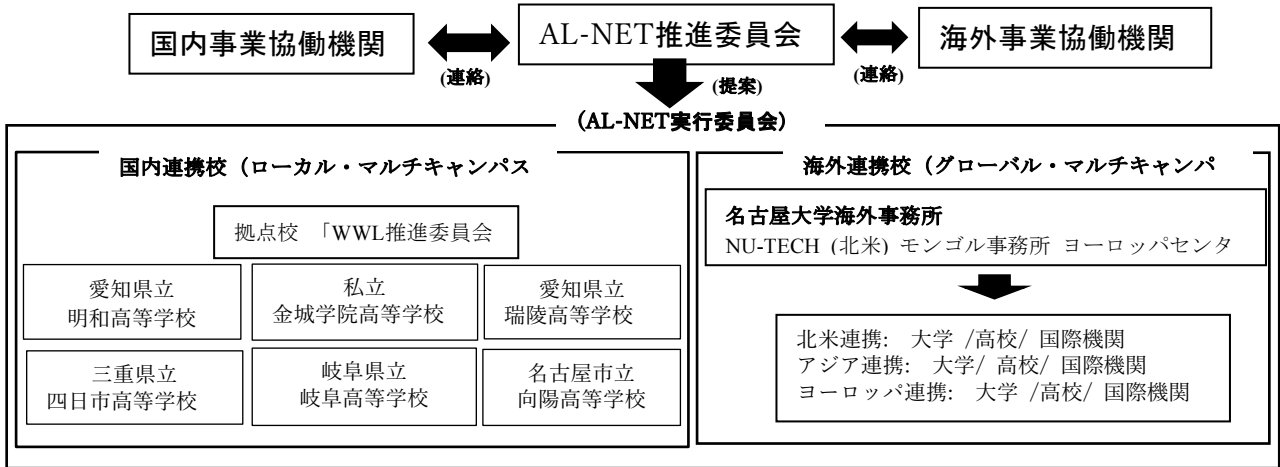 国内事業協働機関
(連絡)
AL-NET推進委員会
(連絡)
海外事業協働機関
(提案)
(AL-NET実行委員会)
国内連携校（ローカル・マルチキャンパス
拠点校 「WWL推進委員会
愛知県立
明和高等学校
私立
金城学院高等学校
愛知県立
瑞陵高等学校
三重県立
四日市高等学校
岐阜県立
岐阜高等学校
名古屋市立
向陽高等学校
海外連携校（グローバル・マルチキャンパ
名古屋大学海外事務所
NU-TECH (北米) モンゴル事務所 ヨーロッパセンタ
北米連携: 大学 /高校/ 国際機関
アジア連携: 大学/ 高校/ 国際機関
ヨーロッパ連携: 大学 /高校/ 国際機関